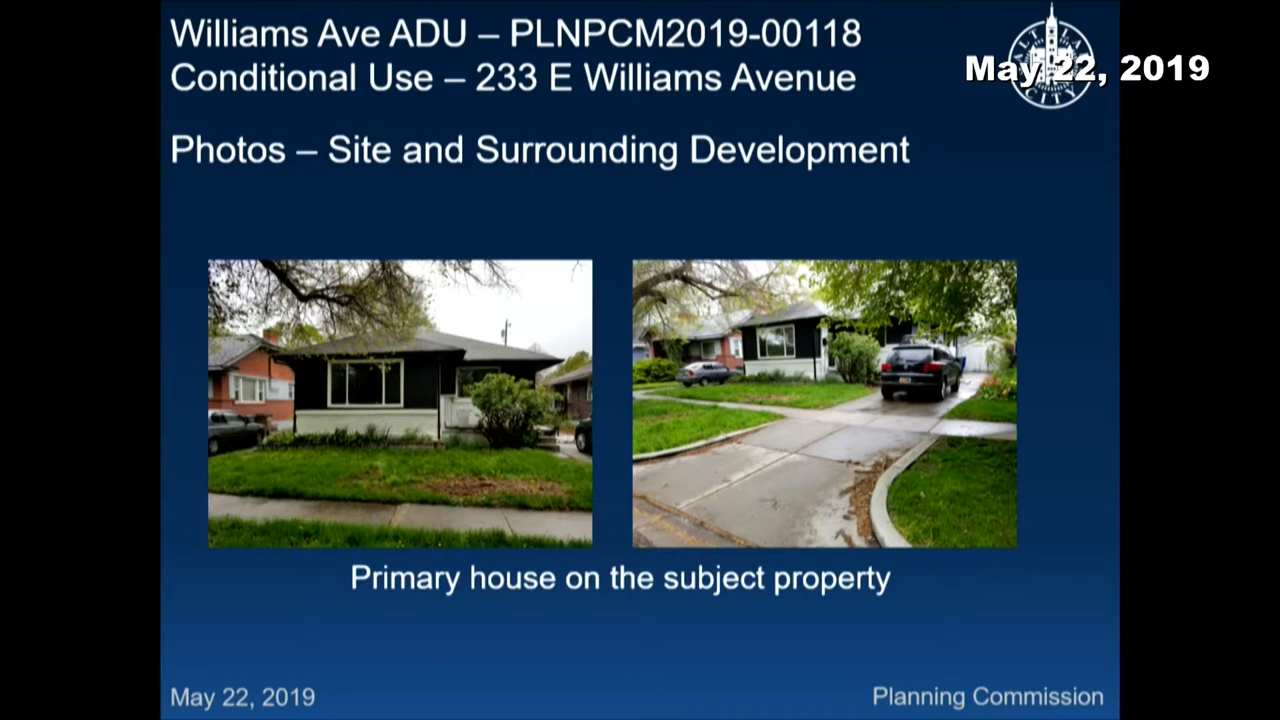 Williams Ave ADU – PLNPCM2019-00118
Conditional Use – 233 E Williams Avenue
May 22, 2019
CITY
Photos – Site and Surrounding Development
Primary house on the subject property
May 22, 2019
Planning Commission